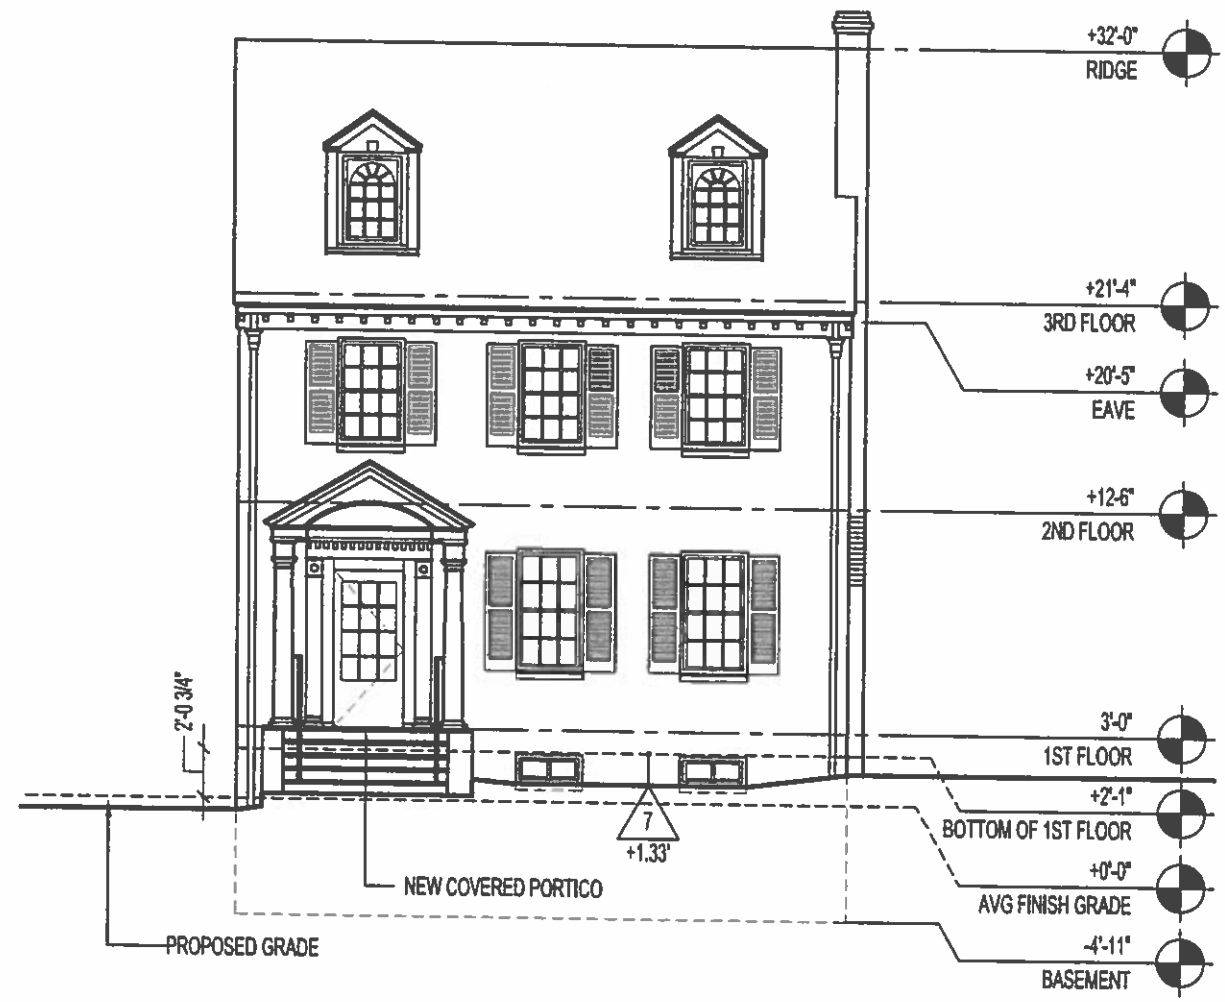 +32'-0"
RIDGE
+21'-4"
3RD FLOOR
+20'-5"
EAVE
+12-6"
2ND FLOOR
2'-0 3/4"
3'-0"
1ST FLOOR
+2'-1"
BOTTOM OF 1ST FLOOR
7
+1.33'
+0'-0"
AVG FINISH GRADE
NEW COVERED PORTICO
PROPOSED GRADE
-4'-11"
BASEMENT